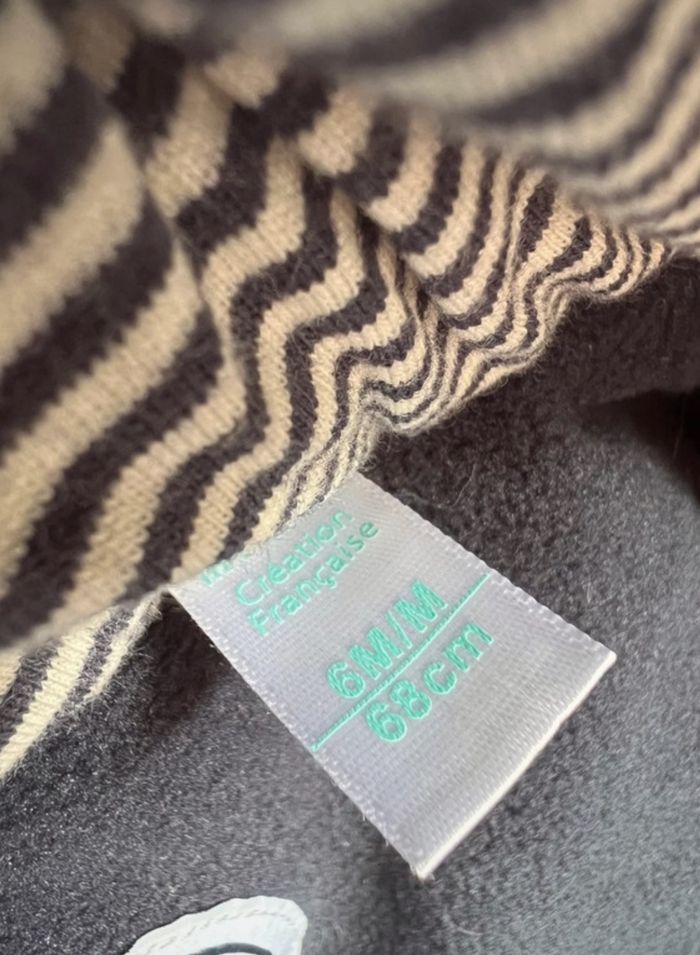 Création
Française
6M/M
68cm